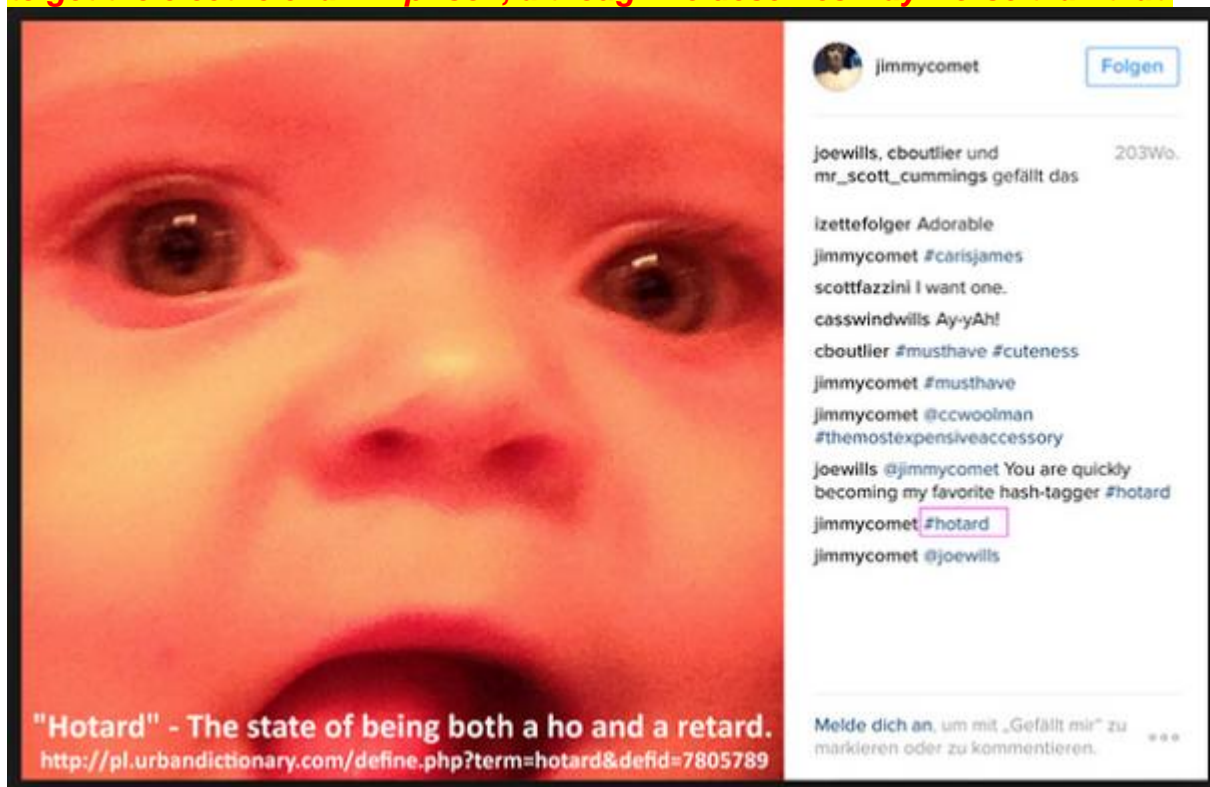 jimmycomet
Folgen
joewills, cboutlier und
203Wo.
mr_scott_cummings gefällt das
izettefolger Adorable
jimmycomet #carisjames
scottfazzini I want one.
casswindwills Ay-yAh!
cboutlier #musthave #cuteness
jimmycomet #musthave
jimmycomet @ccwoolman
#themostexpensiveaccessory
joewills @jimmycomet You are quickly
becoming my favorite hash-tagger #hotard
jimmycomet #hotard
jimmycomet @joewills
"Hotard" - The state of being both a ho and a retard.
http://pl.urbandictionary.com/define.php?term=hotard&defid=7805789
Melde dich an, um mit „Gefällt mir" zu
markieren oder zu kommentieren.